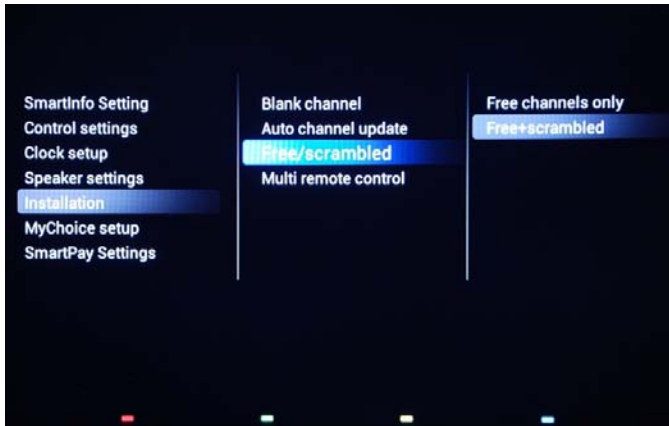 SmartInfo Setting
Control settings
Clock setup
Speaker settings
Installation
MyChoice setup
SmartPay Settings
Blank channel
Auto channel update
Free/scrambled
Multi remote control
Free channels only
Free+scrambled